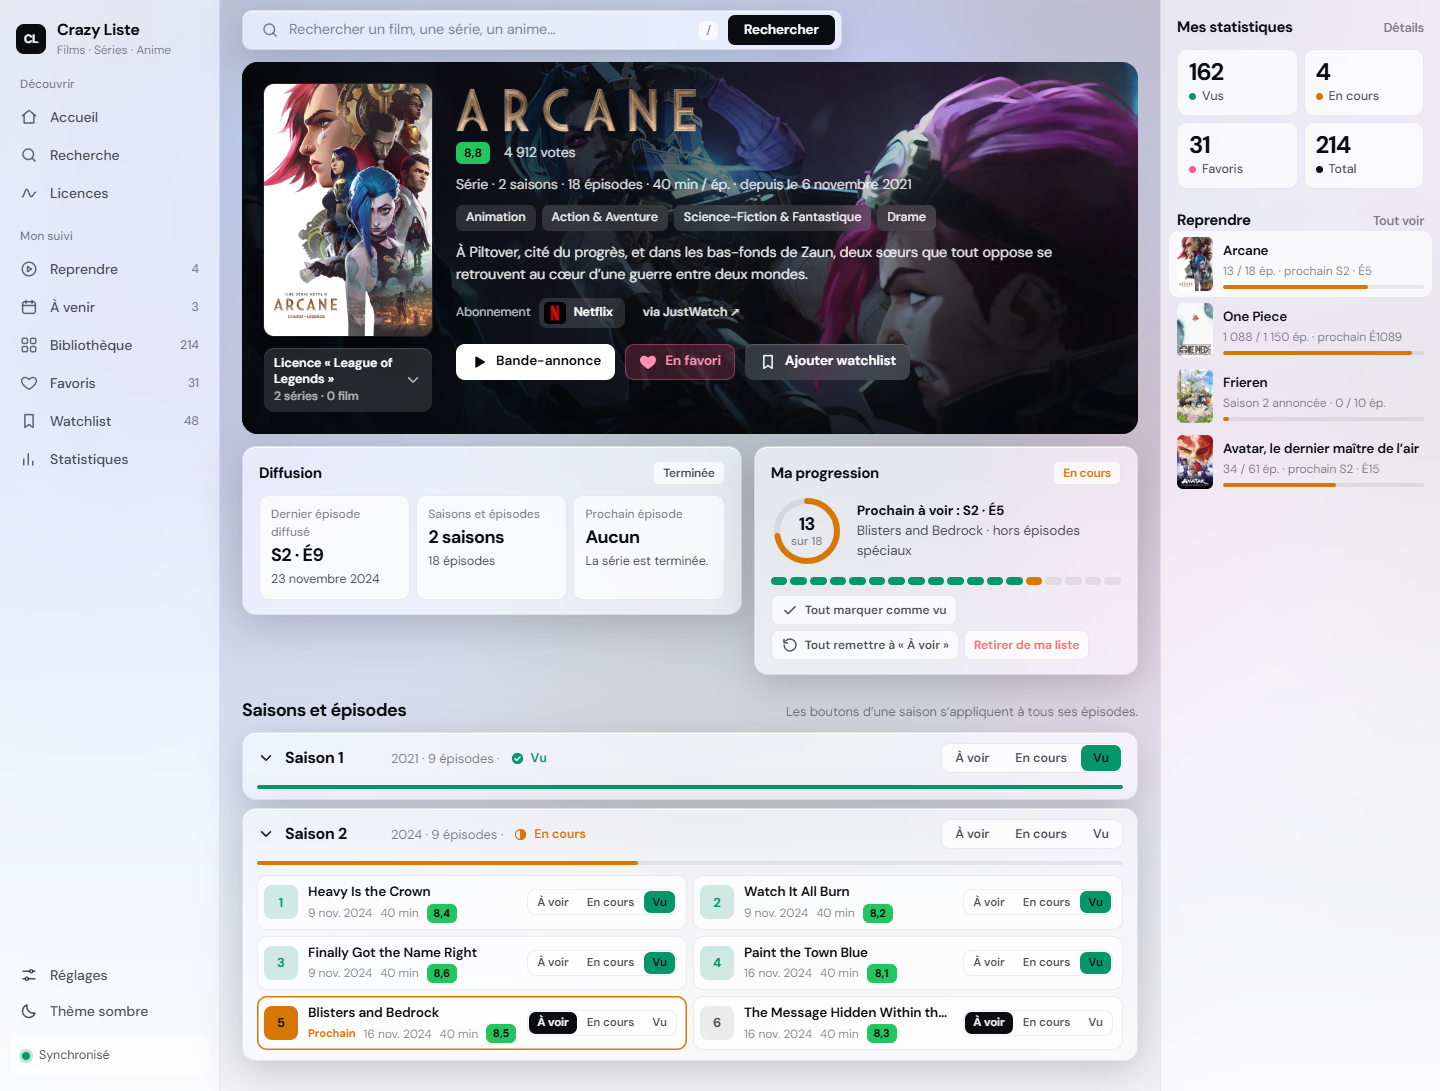 CL
Crazy Liste
Films · Séries · Anime
Découvrir
Accueil
Recherche
Licences
Mon suivi
Reprendre 4
À venir 3
Bibliothèque 214
Favoris 31
Watchlist 48
Statistiques
Réglages
Thème sombre
Synchronisé
Rechercher un film, une série, un anime... / Rechercher
UNE SÉRIE NETFLIX
ARCANE
LEAGUE OF LEGENDS
Licence « League of
Legends »
2 séries · 0 film
ARCANE
8,8 4 912 votes
Série · 2 saisons · 18 épisodes · 40 min / ép. · depuis le 6 novembre 2021
Animation Action & Aventure Science-Fiction & Fantastique Drame
À Piltover, cité du progrès, et dans les bas-fonds de Zaun, deux sœurs que tout oppose se
retrouvent au cœur d’une guerre entre deux mondes.
Abonnement N Netflix via JustWatch ↗
Bande-annonce En favori Ajouter watchlist
Diffusion Terminée
Dernier épisode
diffusé
S2 · É9
23 novembre 2024
Saisons et épisodes
2 saisons
18 épisodes
Prochain épisode
Aucun
La série est terminée.
Ma progression En cours
13
sur 18
Prochain à voir : S2 · É5
Blisters and Bedrock · hors épisodes
spéciaux
Tout marquer comme vu
Tout remettre à « À voir » Retirer de ma liste
Saisons et épisodes Les boutons d’une saison s’appliquent à tous ses épisodes.
Saison 1 2021 · 9 épisodes · Vu À voir En cours Vu
Saison 2 2024 · 9 épisodes · En cours À voir En cours Vu
1 Heavy Is the Crown
9 nov. 2024 40 min 8,4 À voir En cours Vu
2 Watch It All Burn
9 nov. 2024 40 min 8,2 À voir En cours Vu
3 Finally Got the Name Right
9 nov. 2024 40 min 8,6 À voir En cours Vu
4 Paint the Town Blue
16 nov. 2024 40 min 8,1 À voir En cours Vu
5 Blisters and Bedrock
Prochain 16 nov. 2024 40 min 8,5 À voir En cours Vu
6 The Message Hidden Within th...
16 nov. 2024 40 min 8,3 À voir En cours Vu
Mes statistiques Détails
162
Vus
4
En cours
31
Favoris
214
Total
Reprendre Tout voir
Arcane
13 / 18 ép. · prochain S2 · É5
ARCANE
One Piece
1 088 / 1 150 ép. · prochain É1089
ONE PIECE
Frieren
Saison 2 annoncée · 0 / 10 ép.
Avatar, le dernier maître de l’air
34 / 61 ép. · prochain S2 · É15
AVATAR